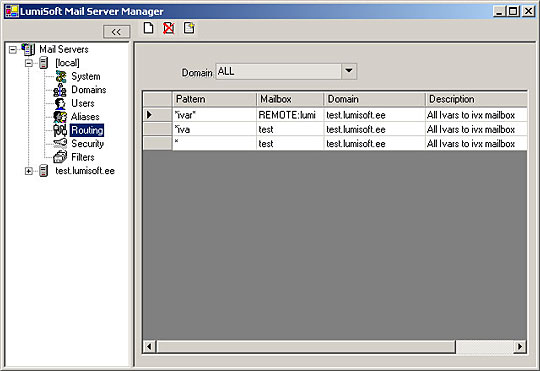 LumiSoft Mail Server Manager
<<
Mail Servers
[local]
System
Domains
Users
Aliases
Routing
Security
Filters
test.lumisoft.ee
Domain ALL
Pattern Mailbox Domain Description
*ivar* REMOTE:lumi test.lumisoft.ee All Ivars to ivx mailbox
*iva test test.lumisoft.ee All Ivars to ivx mailbox
* test test.lumisoft.ee All Ivars to ivx mailbox